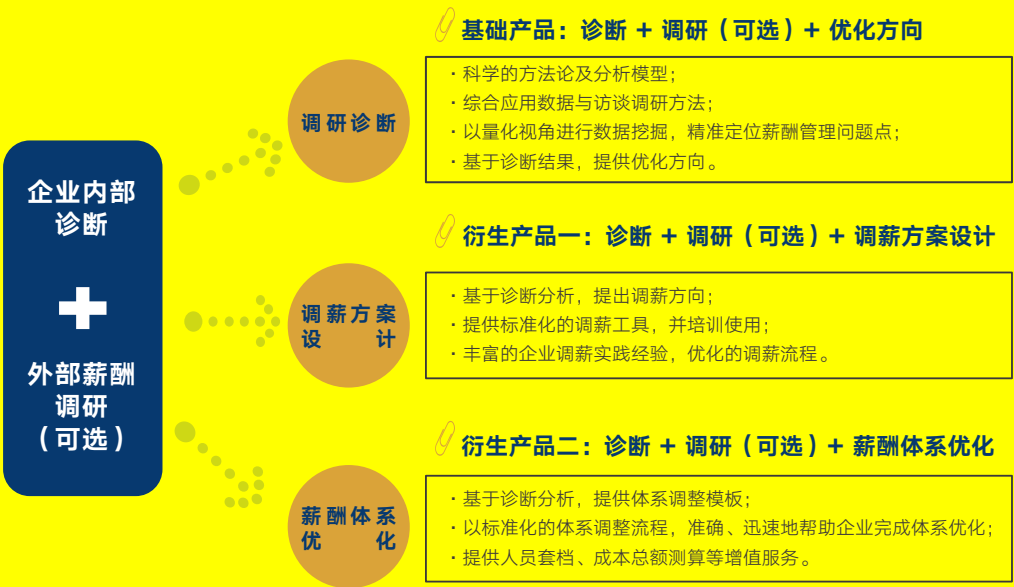 企业内部
诊断
外部薪酬
调研
（可选）
调研诊断
基础产品：诊断 + 调研（可选）+ 优化方向
·科学的方法论及分析模型；
·综合应用数据与访谈调研方法；
·以量化视角进行数据挖掘，精准定位薪酬管理问题点；
·基于诊断结果，提供优化方向。
调薪方案
设计
衍生产品一：诊断 + 调研（可选）+ 调薪方案设计
·基于诊断分析，提出调薪方向；
·提供标准化的调薪工具，并培训使用；
·丰富的企业调薪实践经验，优化的调薪流程。
薪酬体系
优化
衍生产品二：诊断 + 调研（可选）+ 薪酬体系优化
·基于诊断分析，提供体系调整模板；
·以标准化的体系调整流程，准确、迅速地帮助企业完成体系优化；
·提供人员套档、成本总额测算等增值服务。